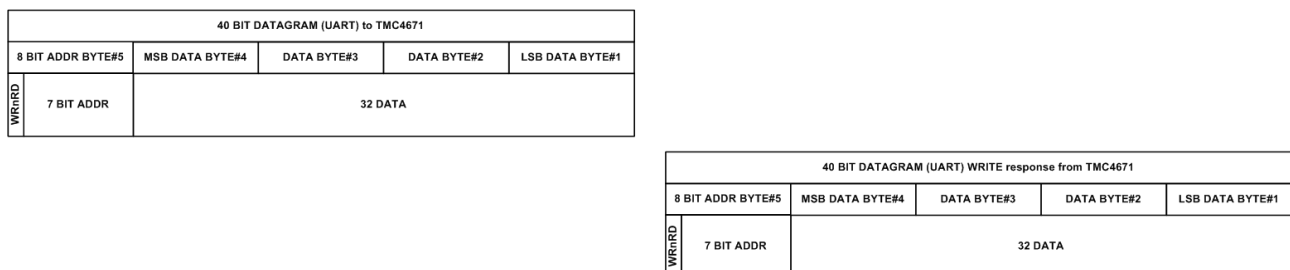 40 BIT DATAGRAM (UART) to TMC4671
8 BIT ADDR BYTE#5 MSB DATA BYTE#4 DATA BYTE#3 DATA BYTE#2 LSB DATA BYTE#1
WRnRD 7 BIT ADDR 32 DATA
40 BIT DATAGRAM (UART) WRITE response from TMC4671
8 BIT ADDR BYTE#5 MSB DATA BYTE#4 DATA BYTE#3 DATA BYTE#2 LSB DATA BYTE#1
WRnRD 7 BIT ADDR 32 DATA